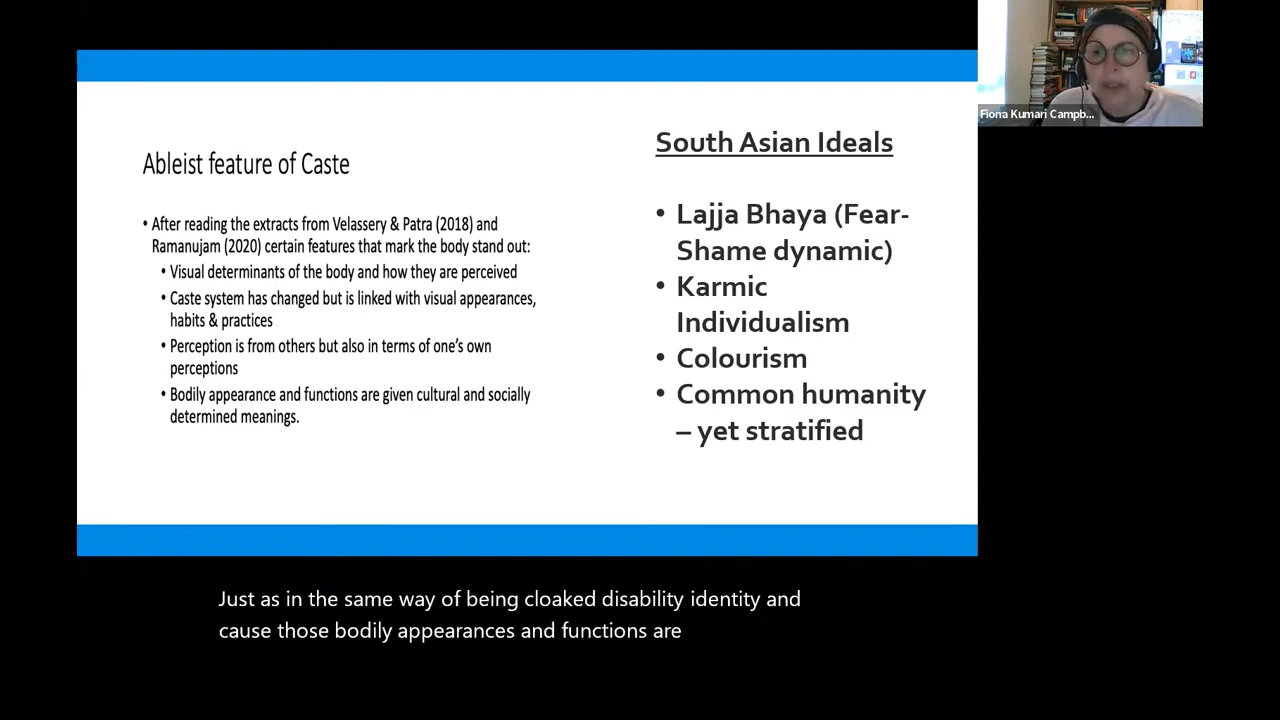 Ableist feature of Caste
• After reading the extracts from Velassery & Patra (2018) and
Ramanujam (2020) certain features that mark the body stand out:
• Visual determinants of the body and how they are perceived
• Caste system has changed but is linked with visual appearances,
habits & practices
• Perception is from others but also in terms of one's own
perceptions
• Bodily appearance and functions are given cultural and socially
determined meanings.
South Asian Ideals
• Lajja Bhaya (Fear-
Shame dynamic)
• Karmic
Individualism
• Colourism
• Common humanity
– yet stratified
Fiona Kumari Campb...
Just as in the same way of being cloaked disability identity and
cause those bodily appearances and functions are